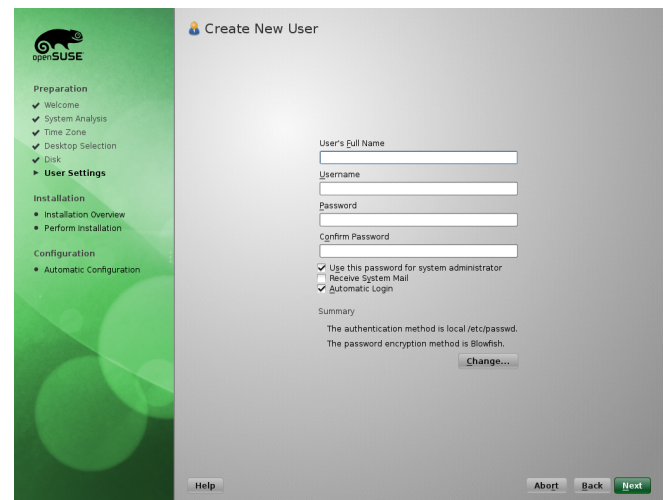 openSUSE
Preparation
Welcome
System Analysis
Time Zone
Desktop Selection
Disk
User Settings
Installation
Installation Overview
Perform Installation
Configuration
Automatic Configuration
Create New User
User's Full Name
Username
Password
Confirm Password
Use this password for system administrator
Receive System Mail
Automatic Login
Summary
The authentication method is local /etc/passwd.
The password encryption method is Blowfish.
Change...
Help
Abort
Back
Next